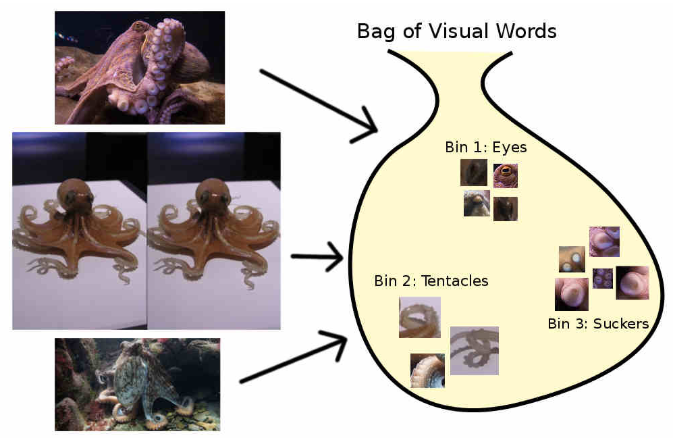 Bag of Visual Words
Bin 1: Eyes
Bin 2: Tentacles
Bin 3: Suckers